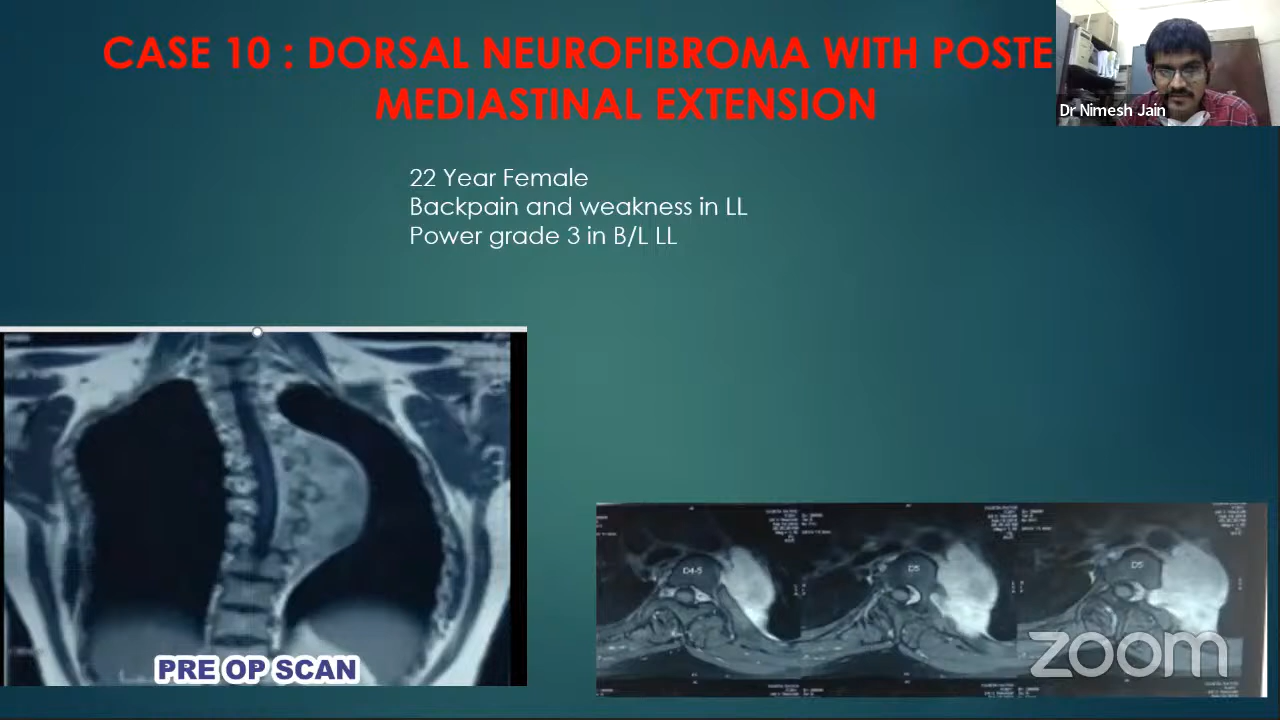 CASE 10 : DORSAL NEUROFIBROMA WITH POSTE
MEDIASTINAL EXTENSION
Dr Nimesh Jain
22 Year Female
Backpain and weakness in LL
Power grade 3 in B/L LL
PRE OP SCAN
D4-5
D5
D5
zoom